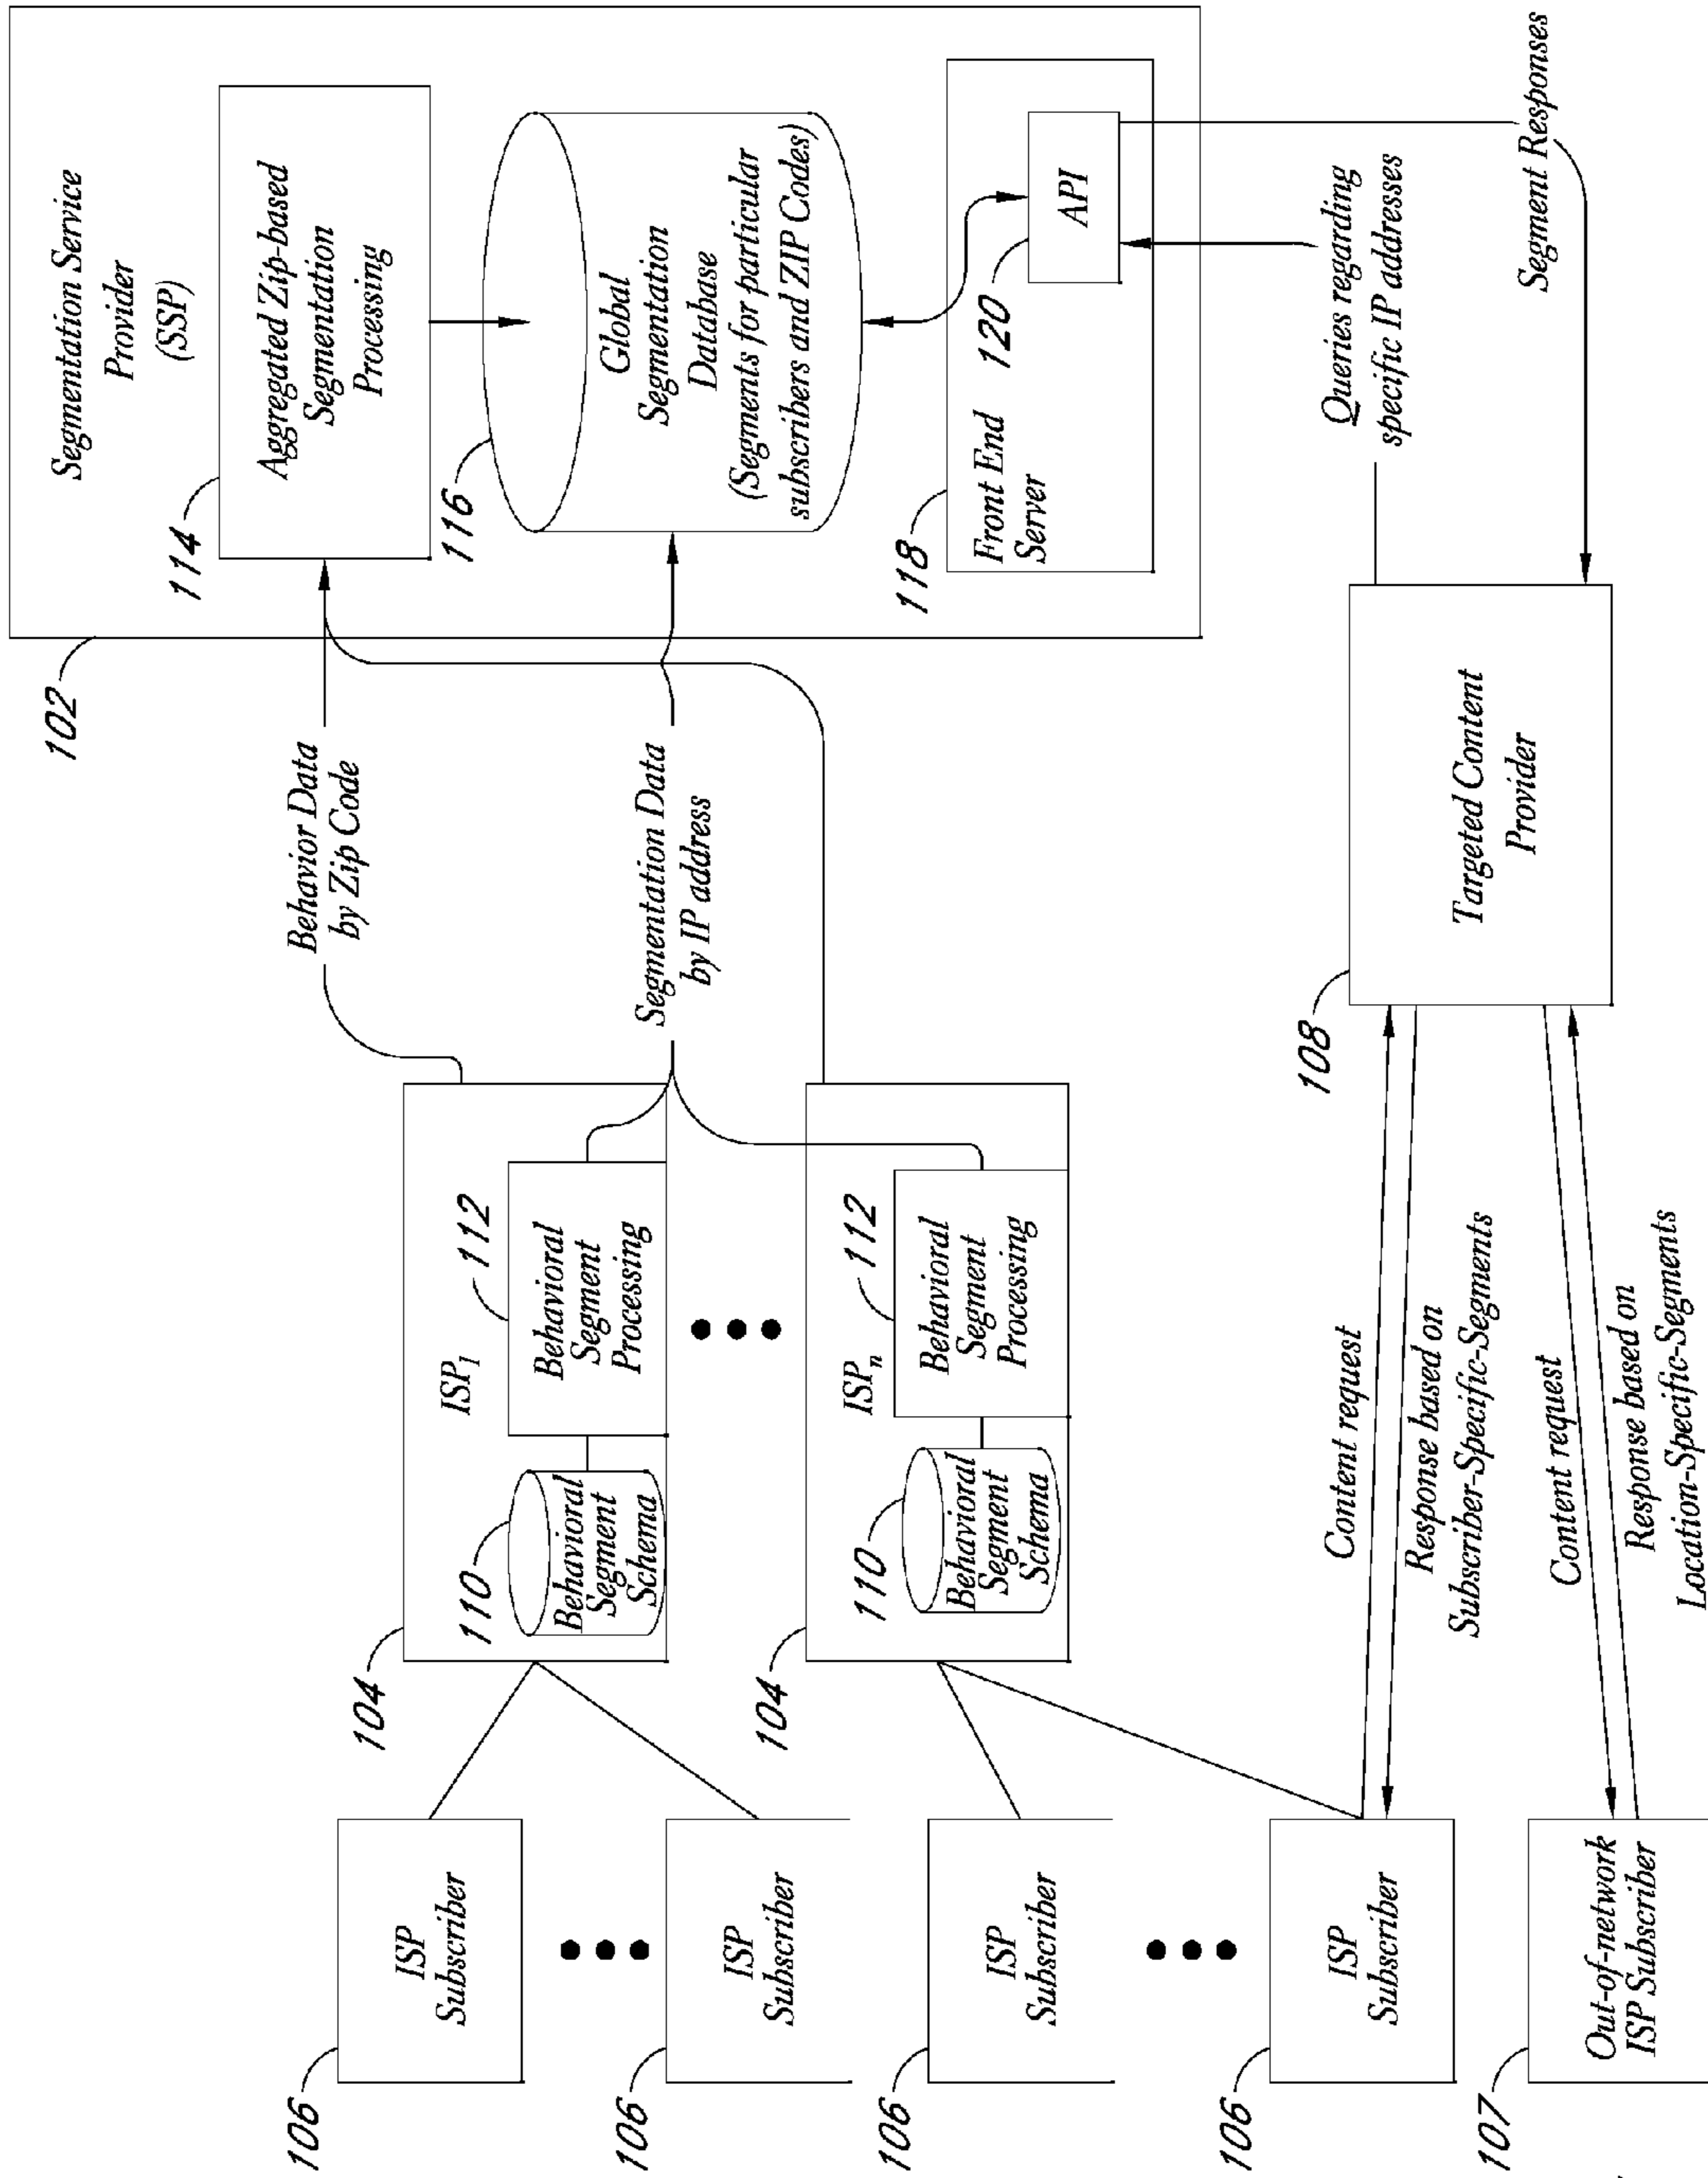 102
Segmentation Service
Provider
(SSP)
114
Aggregated Zip-based
Segmentation
Processing
116
Global
Segmentation
Database
(Segments for particular
subscribers and ZIP Codes)
118
Front End
Server
120
API
Behavior Data
by Zip Code
Segmentation Data
by IP address
Queries regarding
specific IP addresses
Segment Responses
104
ISP1
110
Behavioral
Segment
Schema
112
Behavioral
Segment
Processing
104
ISPn
110
Behavioral
Segment
Schema
112
Behavioral
Segment
Processing
108
Targeted Content
Provider
Content request
Response based on
Subscriber-Specific-Segments
Content request
Response based on
Location-Specific-Segments
106
ISP
Subscriber
106
ISP
Subscriber
106
ISP
Subscriber
106
ISP
Subscriber
107
Out-of-network
ISP Subscriber